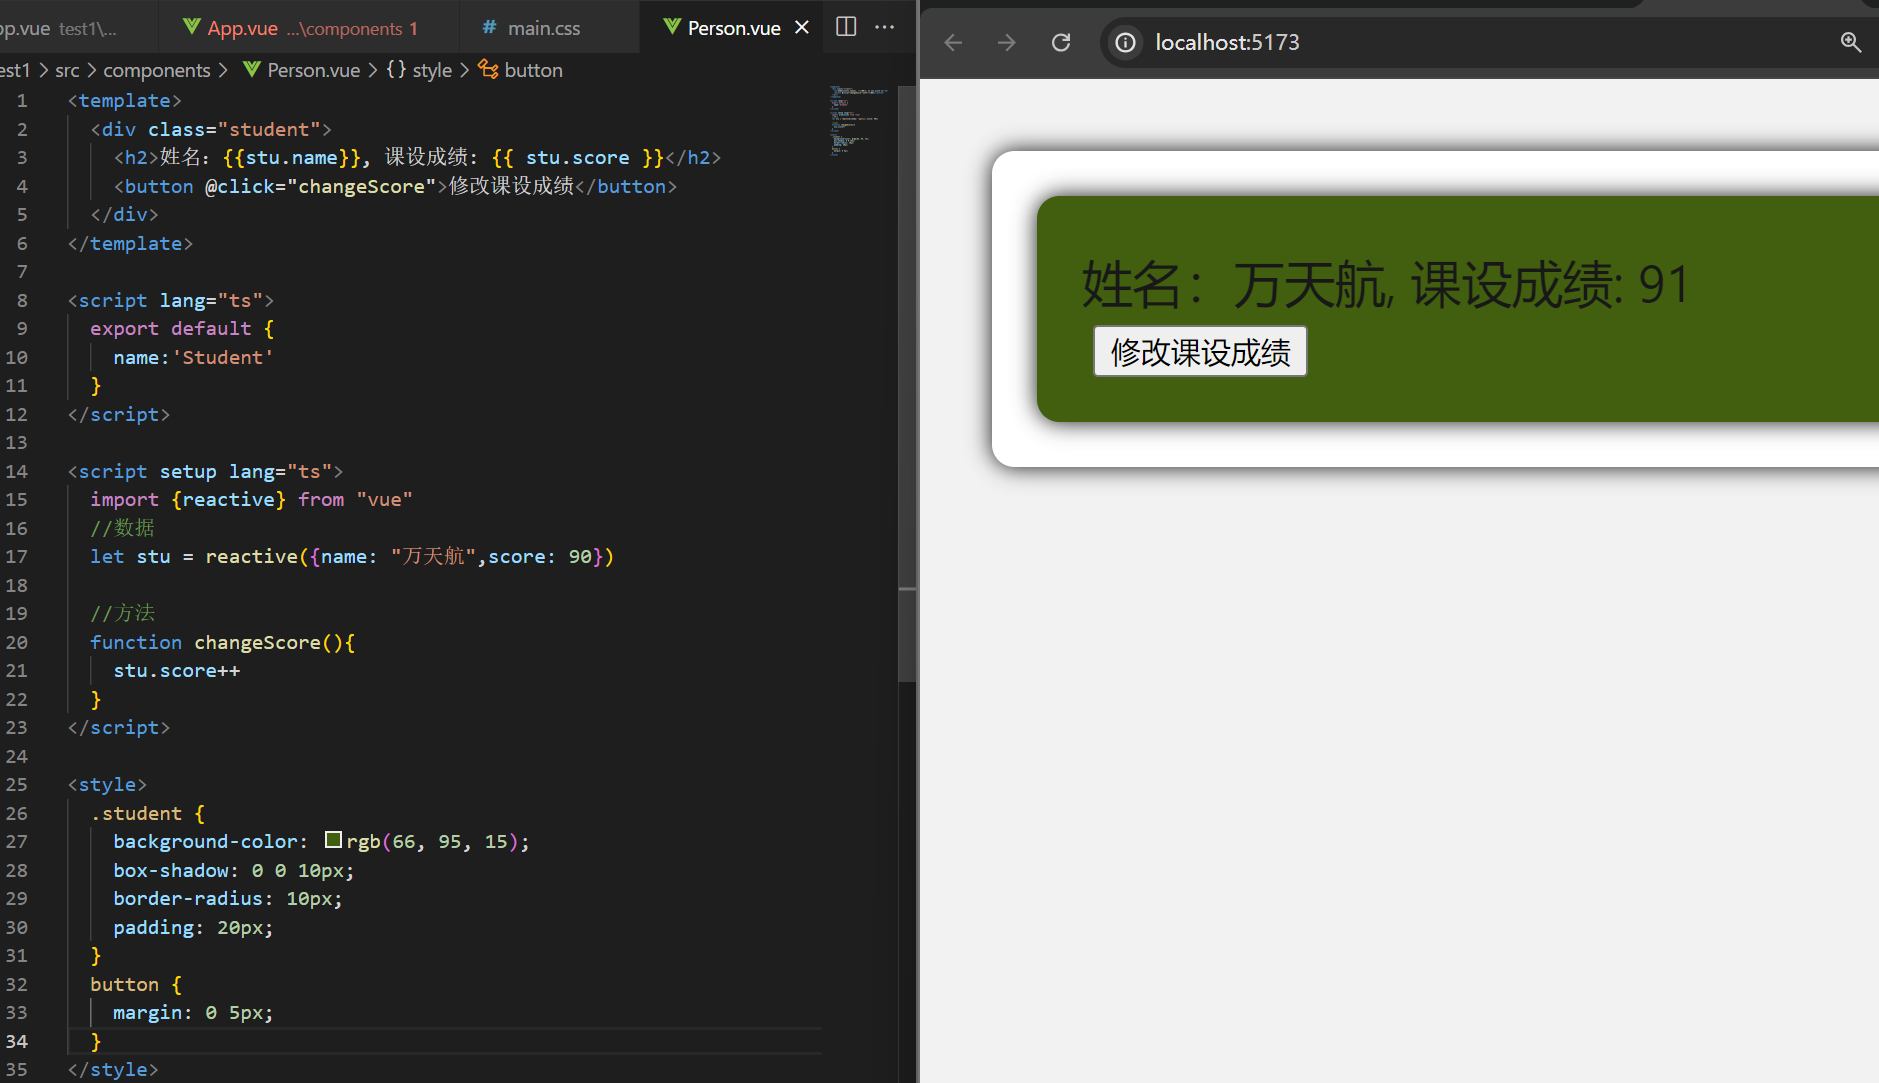 pp.vue test1\...
App.vue ...\components 1
# main.css
Person.vue
est1 > src > components > Person.vue > {} style > button
1 <template>
2 <div class="student">
3 <h2>姓名：{{stu.name}}, 课设成绩: {{ stu.score }}</h2>
4 <button @click="changeScore">修改课设成绩</button>
5 </div>
6 </template>
7
8 <script lang="ts">
9 export default {
10 name:'Student'
11 }
12 </script>
13
14 <script setup lang="ts">
15 import {reactive} from "vue"
16 //数据
17 let stu = reactive({name: "万天航",score: 90})
18
19 //方法
20 function changeScore(){
21 stu.score++
22 }
23 </script>
24
25 <style>
26 .student {
27 background-color: rgb(66, 95, 15);
28 box-shadow: 0 0 10px;
29 border-radius: 10px;
30 padding: 20px;
31 }
32 button {
33 margin: 0 5px;
34 }
35 </style>
localhost:5173
姓名：万天航, 课设成绩: 91
修改课设成绩